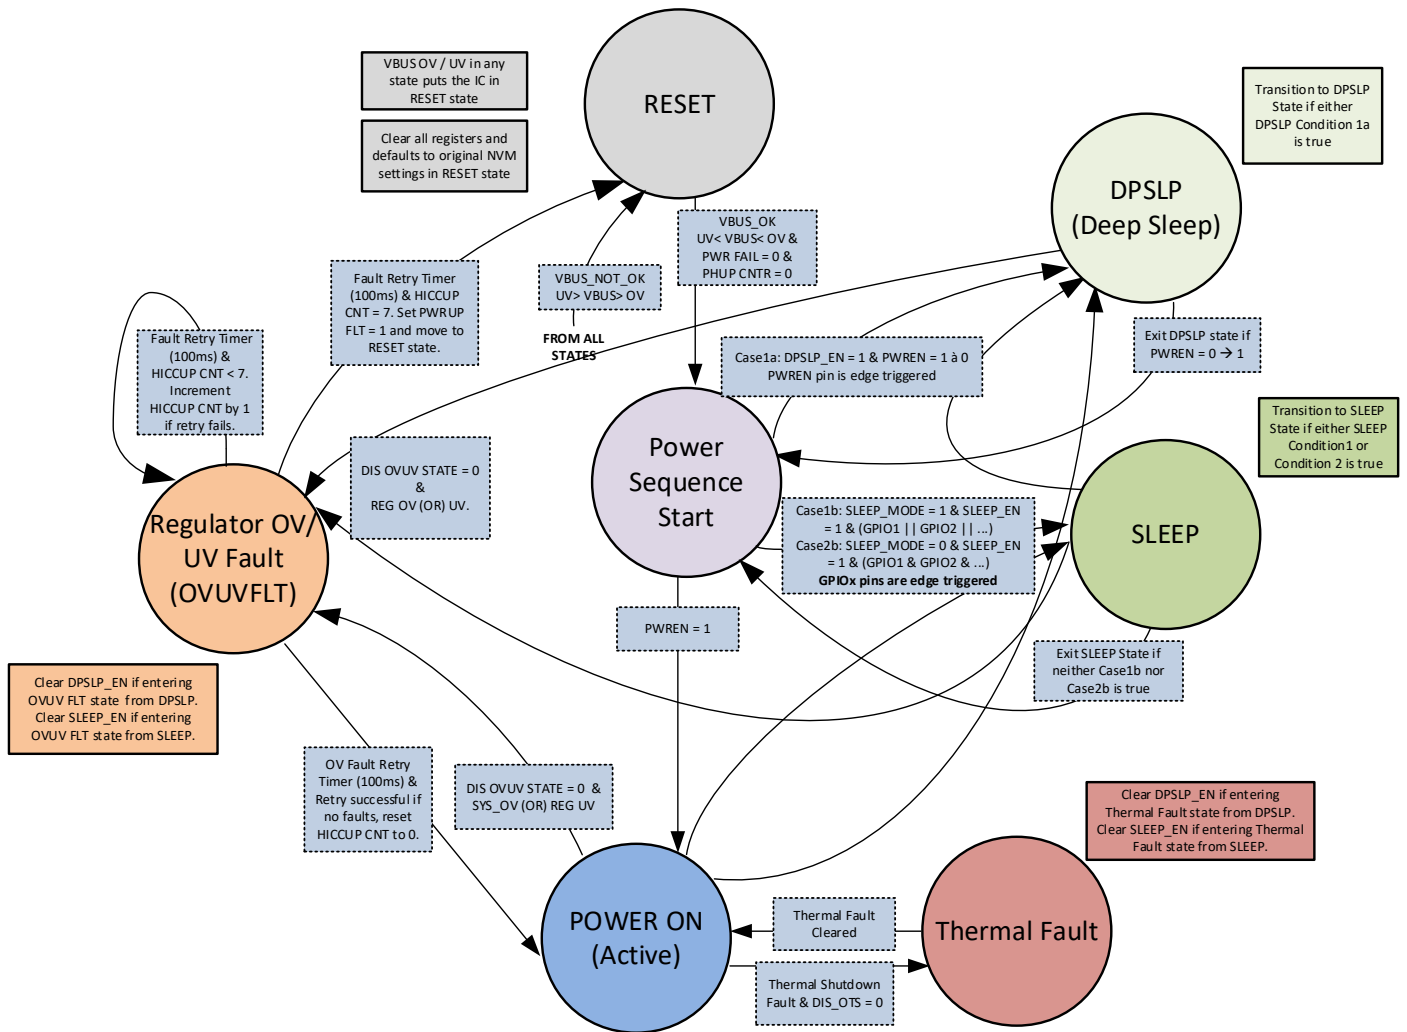 VBUS OV / UV in any
state puts the IC in
RESET state
Clear all registers and
defaults to original NVM
settings in RESET state
RESET
Transition to DPSLP
State if either
DPSLP Condition 1a
is true
DPSLP
(Deep Sleep)
VBUS_OK
UV< VBUS< OV &
PWR FAIL = 0 &
PHUP CNTR = 0
VBUS_NOT_OK
UV> VBUS> OV
FROM ALL
STATES
Fault Retry Timer
(100ms) & HICCUP
CNT = 7. Set PWRUP
FLT = 1 and move to
RESET state.
Fault Retry Timer
(100ms) &
HICCUP CNT < 7.
Increment
HICCUP CNT by 1
if retry fails.
Case1a: DPSLP_EN = 1 & PWREN = 1 à 0
PWREN pin is edge triggered
Exit DPSLP state if
PWREN = 0 → 1
Transition to SLEEP
State if either SLEEP
Condition1 or
Condition 2 is true
DIS OVUV STATE = 0
&
REG OV (OR) UV.
Power
Sequence
Start
Case1b: SLEEP_MODE = 1 & SLEEP_EN
= 1 & (GPIO1 || GPIO2 || ...)
Case2b: SLEEP_MODE = 0 & SLEEP_EN
= 1 & (GPIO1 & GPIO2 & ...)
GPIOx pins are edge triggered
SLEEP
Regulator OV/
UV Fault
(OVUVFLT)
PWREN = 1
Exit SLEEP State if
neither Case1b nor
Case2b is true
Clear DPSLP_EN if entering
OVUV FLT state from DPSLP.
Clear SLEEP_EN if entering
OVUV FLT state from SLEEP.
OV Fault Retry
Timer (100ms) &
Retry successful if
no faults, reset
HICCUP CNT to 0.
DIS OVUV STATE = 0 &
SYS_OV (OR) REG UV
Clear DPSLP_EN if entering
Thermal Fault state from DPSLP.
Clear SLEEP_EN if entering Thermal
Fault state from SLEEP.
POWER ON
(Active)
Thermal Fault
Cleared
Thermal Shutdown
Fault & DIS_OTS = 0
Thermal Fault